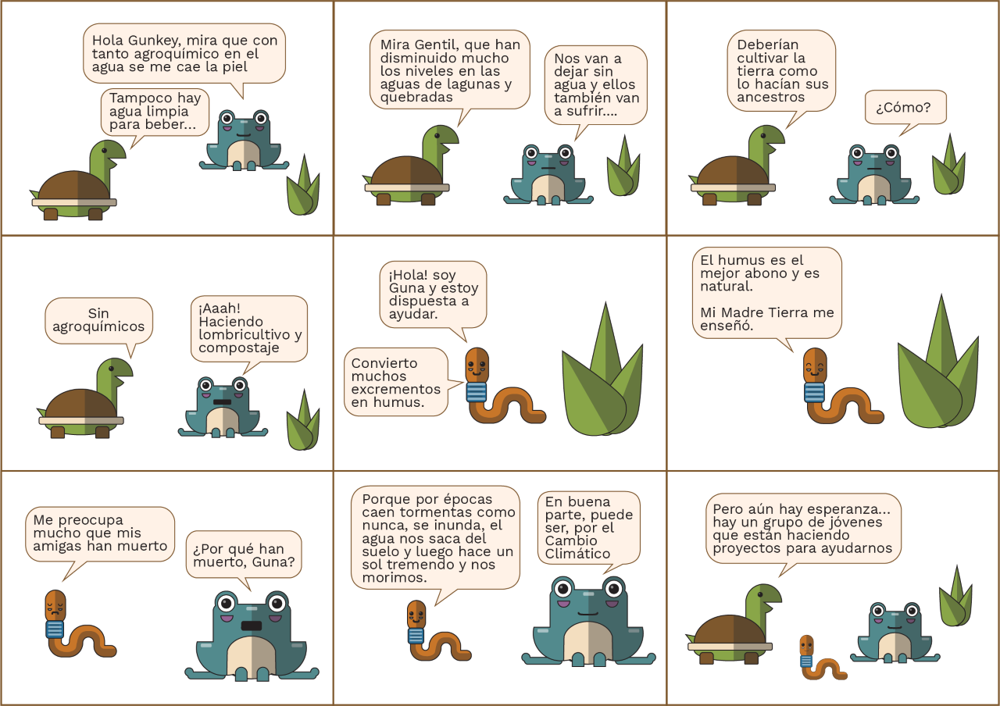 Hola Gunkey, mira que con
tanto agroquímico en el
agua se me cae la piel
Tampoco hay
agua limpia
para beber...
Mira Gentil, que han
disminuido mucho
los niveles en las
aguas de lagunas y
quebradas
Nos van a
dejar sin
agua y ellos
también van
a sufrir....
Deberían
cultivar la
tierra como
lo hacían sus
ancestros
¿Cómo?
Sin
agroquímicos
¡Aaah!
Haciendo
lombricultivo y
compostaje
¡Hola! soy
Guna y estoy
dispuesta a
ayudar.
Convierto
muchos
excrementos
en humus.
El humus es el
mejor abono y es
natural.
Mi Madre Tierra me
enseñó.
Me preocupa
mucho que mis
amigas han muerto
¿Por qué han
muerto, Guna?
Porque por épocas
caen tormentas como
nunca, se inunda, el
agua nos saca del
suelo y luego hace un
sol tremendo y nos
morimos.
En buena
parte, puede
ser, por el
Cambio
Climático
Pero aún hay esperanza...
hay un grupo de jóvenes
que están haciendo
proyectos para ayudarnos